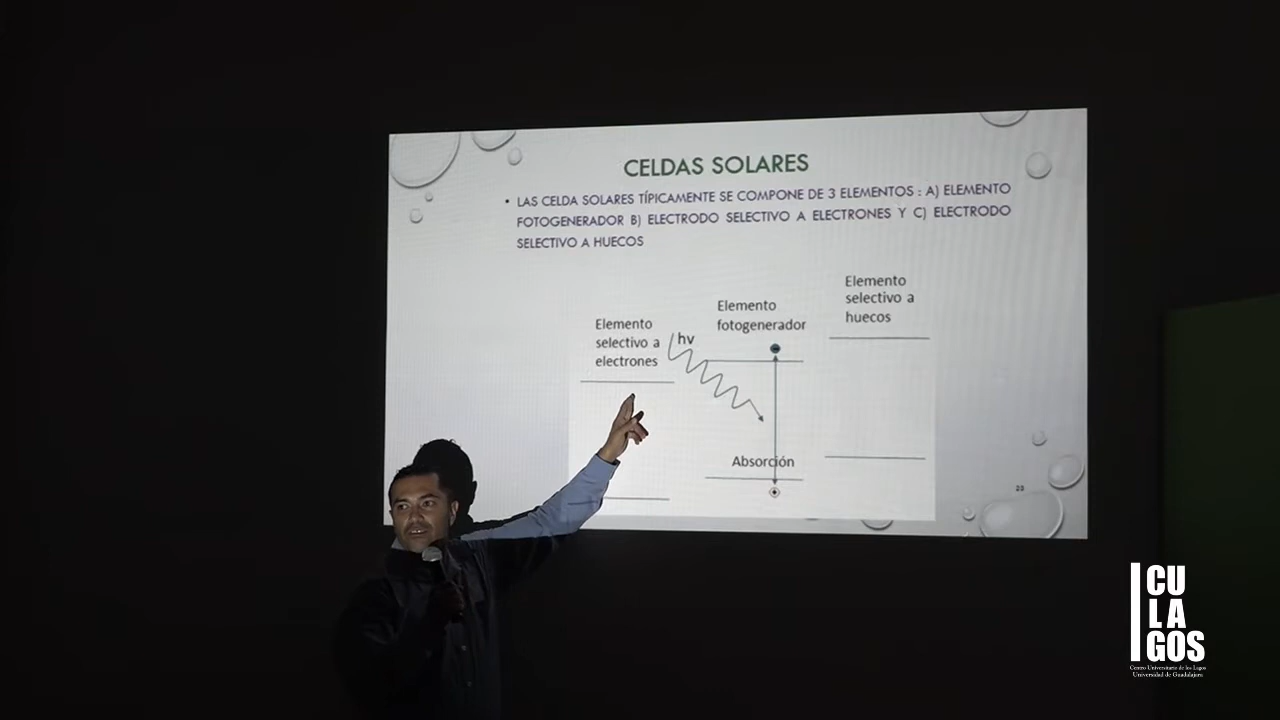 CELDAS SOLARES
• LAS CELDA SOLARES TÍPICAMENTE SE COMPONE DE 3 ELEMENTOS : A) ELEMENTO
FOTOGENERADOR B) ELECTRODO SELECTIVO A ELECTRONES Y C) ELECTRODO
SELECTIVO A HUECOS
Elemento
selectivo a
electrones
hv
Elemento
fotogenerador
Elemento
selectivo a
huecos
Absorción
20
CU
LA
GOS
Centro Universitario de los Lagos
Universidad de Guadalajara